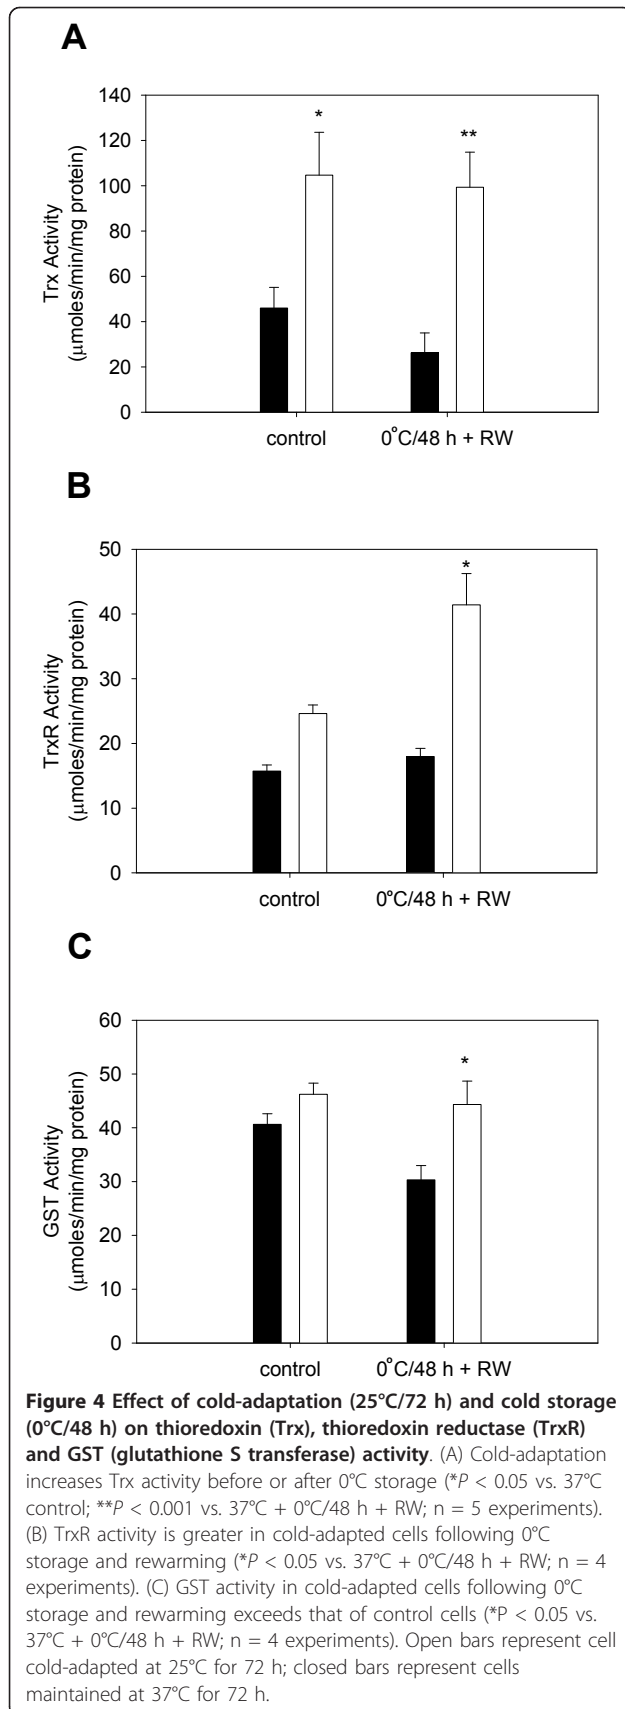 A
140
120
100
80
60
40
20
0
Trx Activity
(μmoles/min/mg protein)
*
**
control
0°C/48 h + RW
B
50
40
30
20
10
0
TrxR Activity
(μmoles/min/mg protein)
*
control
0°C/48 h + RW
C
60
50
40
30
20
10
0
GST Activity
(μmoles/min/mg protein)
*
control
0°C/48 h + RW
Figure 4 Effect of cold-adaptation (25°C/72 h) and cold storage
(0°C/48 h) on thioredoxin (Trx), thioredoxin reductase (TrxR)
and GST (glutathione S transferase) activity. (A) Cold-adaptation
increases Trx activity before or after 0°C storage (*P < 0.05 vs. 37°C
control; **P < 0.001 vs. 37°C + 0°C/48 h + RW; n = 5 experiments).
(B) TrxR activity is greater in cold-adapted cells following 0°C
storage and rewarming (*P < 0.05 vs. 37°C + 0°C/48 h + RW; n = 4
experiments). (C) GST activity in cold-adapted cells following 0°C
storage and rewarming exceeds that of control cells (*P < 0.05 vs.
37°C + 0°C/48 h + RW; n = 4 experiments). Open bars represent cell
cold-adapted at 25°C for 72 h; closed bars represent cells
maintained at 37°C for 72 h.